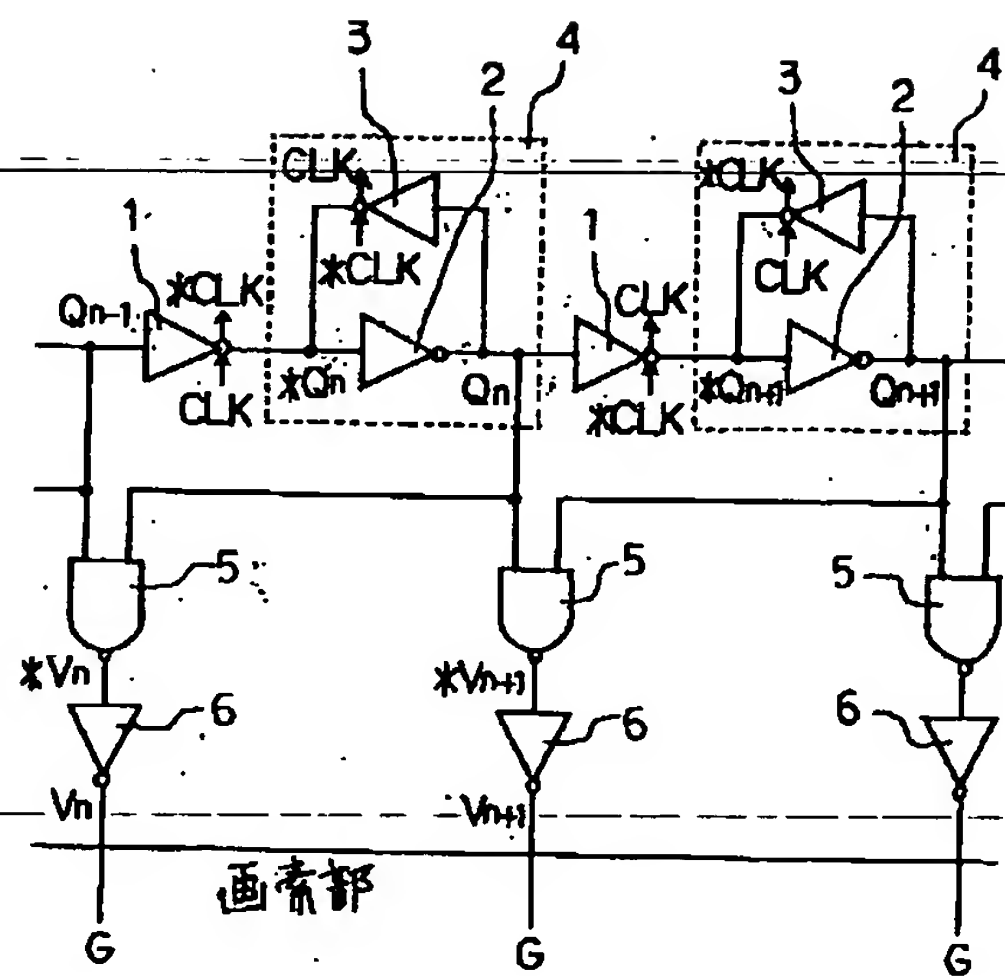 3
4
2
3
4
2
CLK
*CLK
1
*CLK
1
*CLK
CLK
CLK
Qn-1
*Qn
Qn
*Qn+1
Qn+1
CLK
*CLK
5
5
5
*Vn
*Vn+1
6
6
6
Vn
Vn+1
画素部
G
G
G